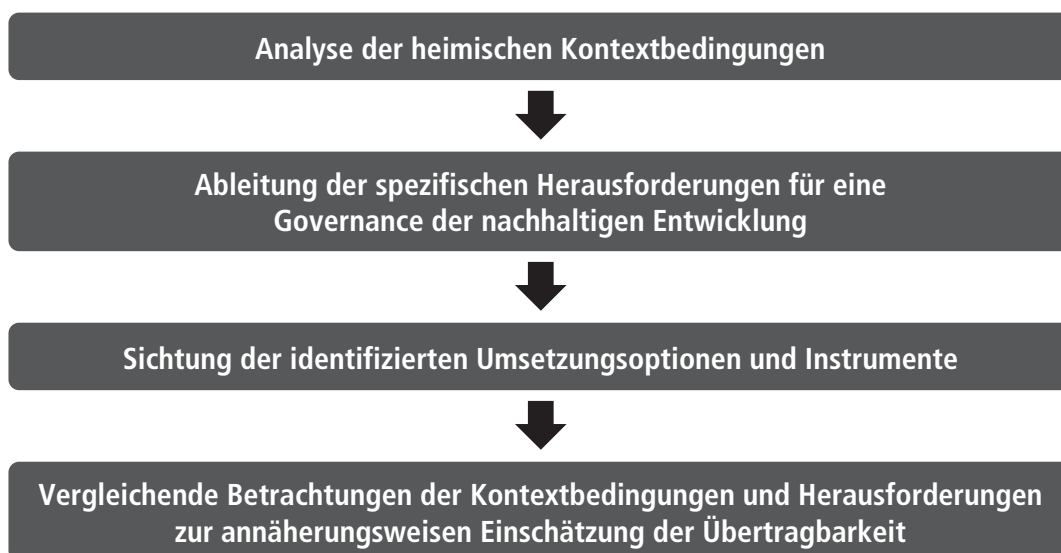 Analyse der heimischen Kontextbedingungen
Ableitung der spezifischen Herausforderungen für eine
Governance der nachhaltigen Entwicklung
Sichtung der identifizierten Umsetzungsoptionen und Instrumente
Vergleichende Betrachtungen der Kontextbedingungen und Herausforderungen
zur annäherungsweisen Einschätzung der Übertragbarkeit